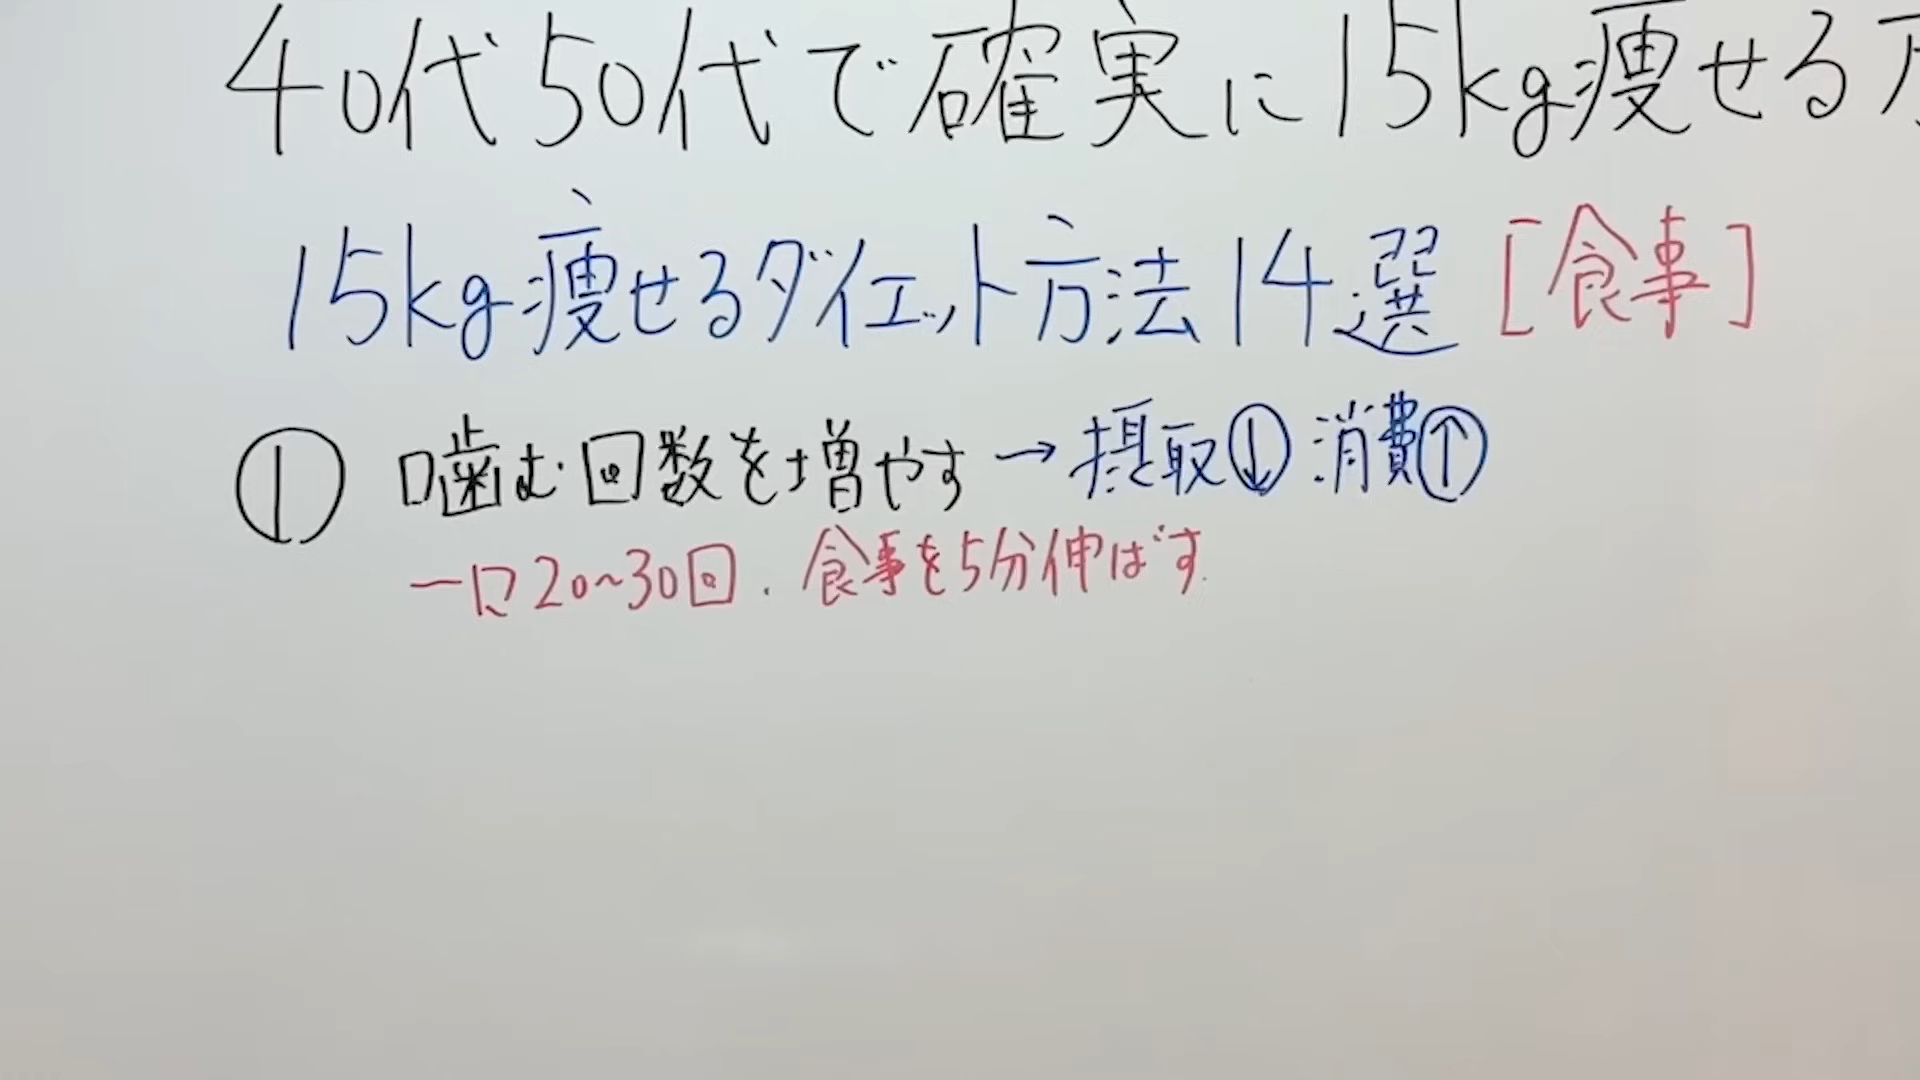 40代50代で確実に15kg痩せる
15kg痩せるダイエット方法14選 [食事]
① 噛む回数を増やす→摂取↓ 消費↑
一口20~30回. 食事を5分伸ばす.